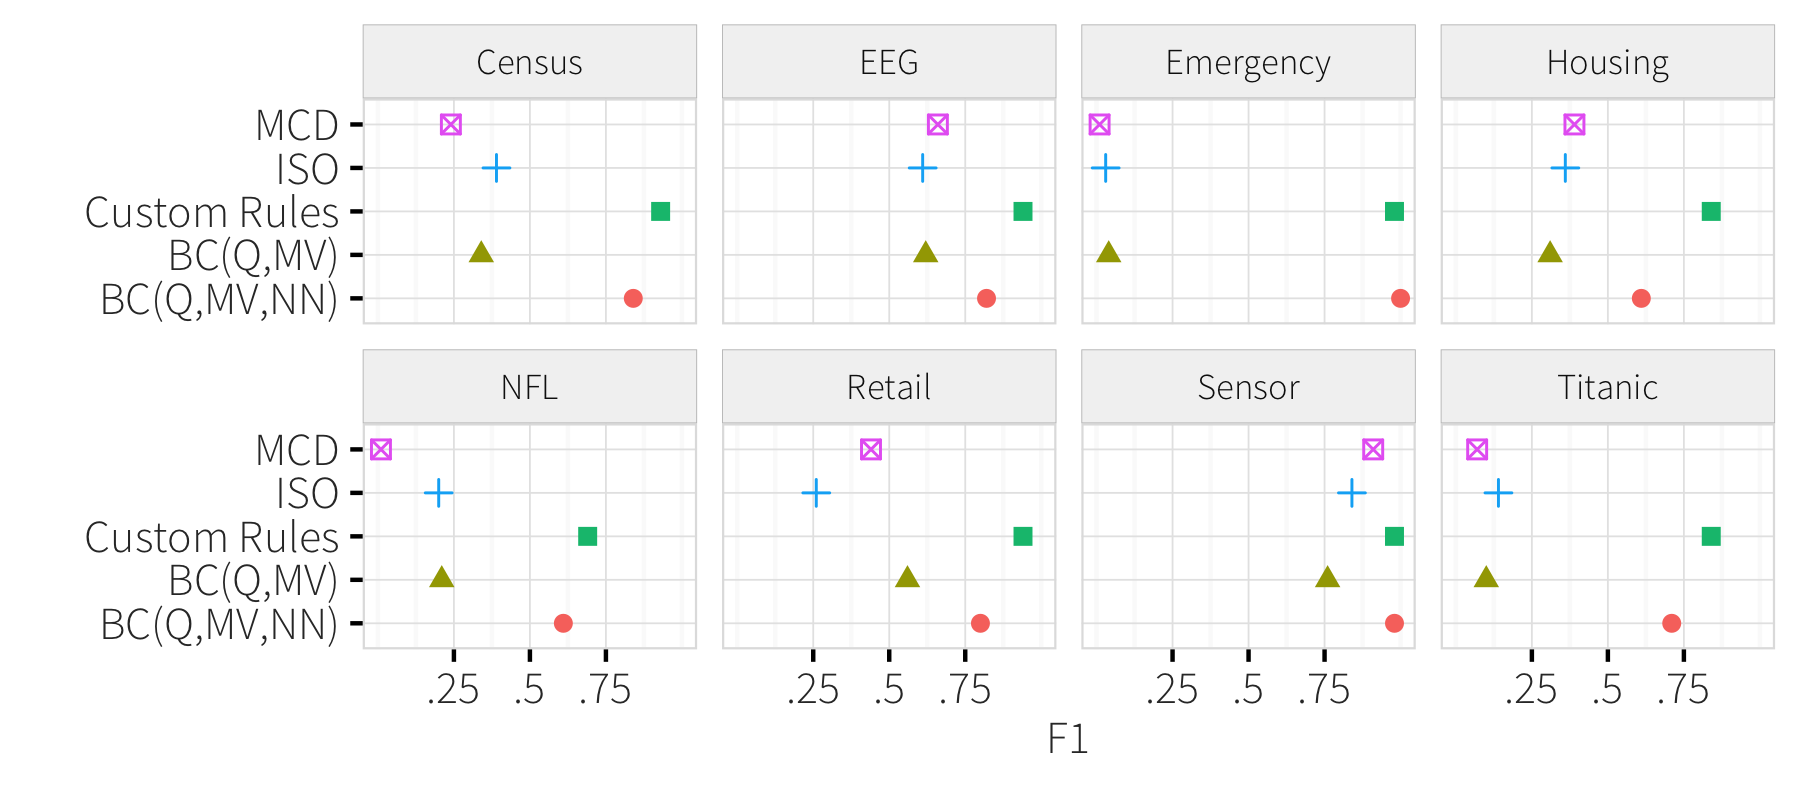 Census EEG Emergency Housing
MCD
ISO
Custom Rules
BC(Q,MV)
BC(Q,MV,NN)
NFL Retail Sensor Titanic
MCD
ISO
Custom Rules
BC(Q,MV)
BC(Q,MV,NN)
.25 .5 .75 .25 .5 .75 .25 .5 .75 .25 .5 .75
F1